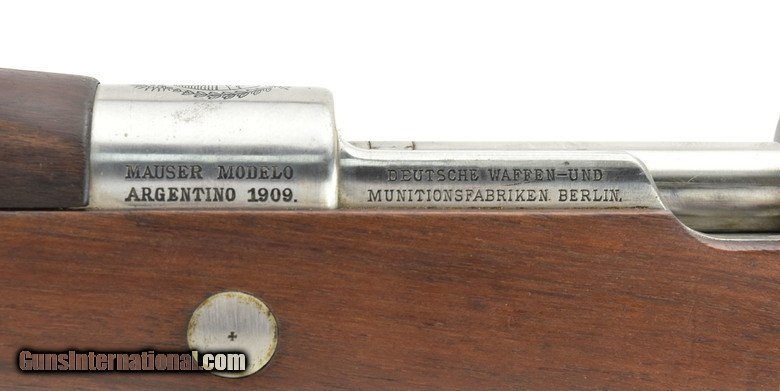 MAUSER MODELO
ARGENTINO 1909.
DEUTSCHE WAFFEN-UND
MUNITIONSFABRIKEN BERLIN.
GunsInternational.com